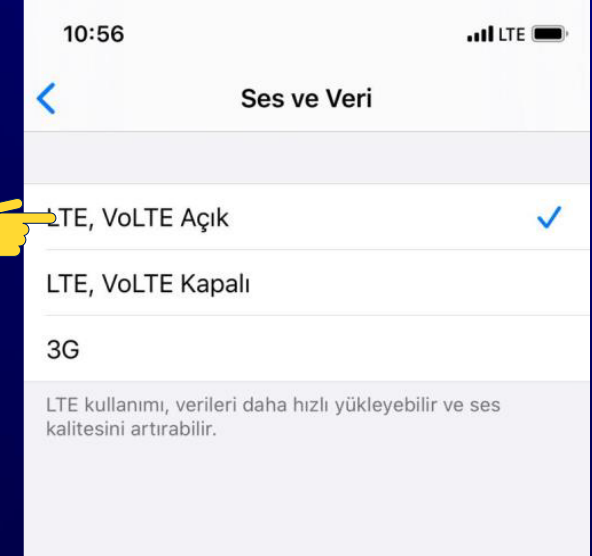 10:56
LTE
Ses ve Veri
LTE, VoLTE Açık
LTE, VoLTE Kapalı
3G
LTE kullanımı, verileri daha hızlı yükleyebilir ve ses
kalitesini artırabilir.